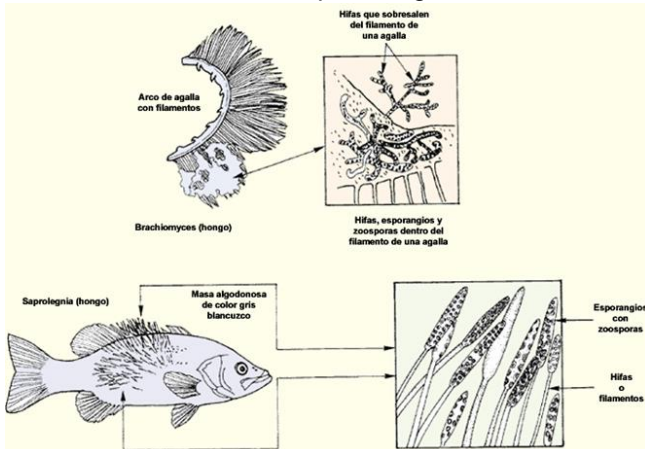 Hifas que sobresalen
del filamento de
una agalla
Arco de agalla
con filamentos
Brachiomyces (hongo)
Hifas, esporangios y
zoosporas dentro del
filamento de una agalla
Saprolegnia (hongo)
Masa algodonosa
de color gris
blancuzco
Esporangios
con
zoosporas
Hifas
o
filamentos